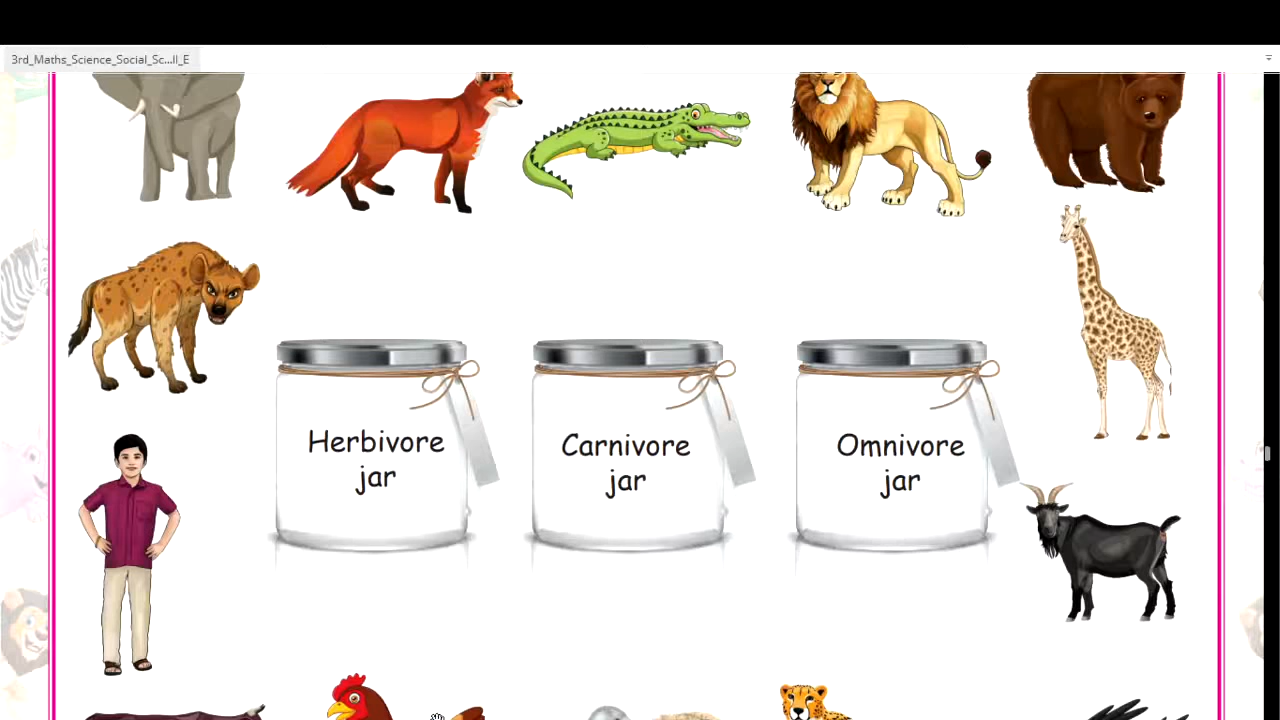 3rd_Maths_Science_Social_Sc...ll_E
Herbivore
jar
Carnivore
jar
Omnivore
jar